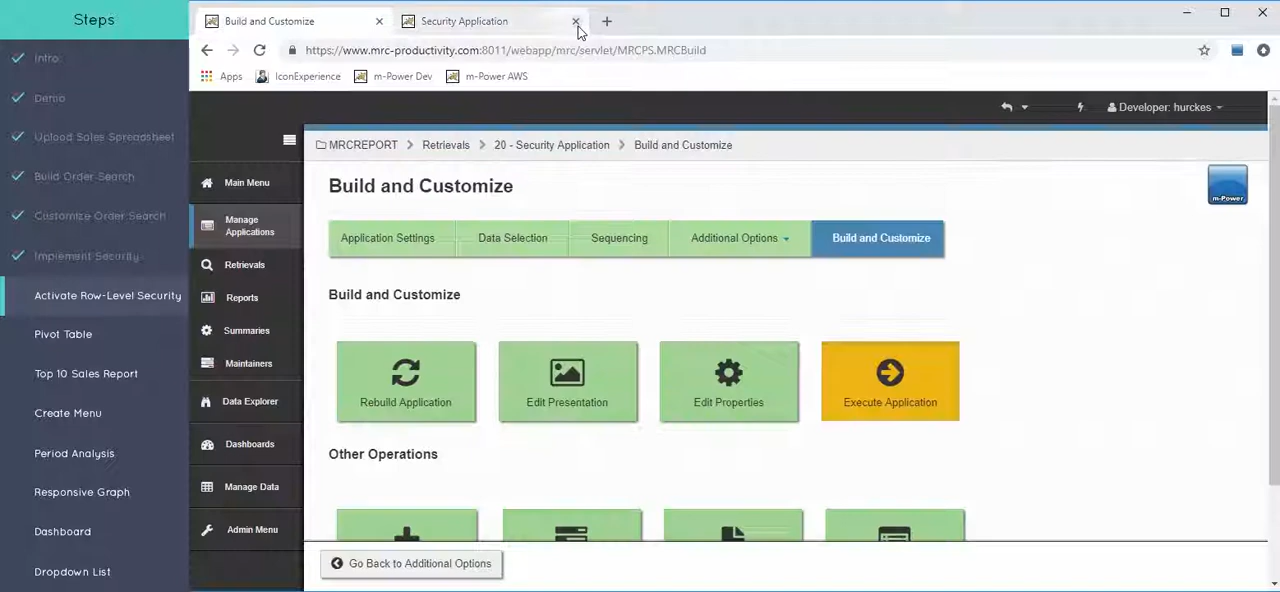 Steps
Intro
Demo
Upload Sales Spreadsheet
Build Order Search
Customize Order Search
Implement Security
Activate Row-Level Security
Pivot Table
Top 10 Sales Report
Create Menu
Period Analysis
Responsive Graph
Dashboard
Dropdown List
Build and Customize
Security Application
https://www.mrc-productivity.com:8011/webapp/mrc/servlet/MRCPS.MRCBuild
Apps IconExperience m-Power Dev m-Power AWS
Developer: hurckes
MRCREPORT > Retrievals > 20 - Security Application > Build and Customize
Main Menu
Manage
Applications
Retrievals
Reports
Summaries
Maintainers
Data Explorer
Dashboards
Manage Data
Admin Menu
Build and Customize
m-Power
Application Settings Data Selection Sequencing Additional Options Build and Customize
Build and Customize
Rebuild Application Edit Presentation Edit Properties Execute Application
Other Operations
Go Back to Additional Options